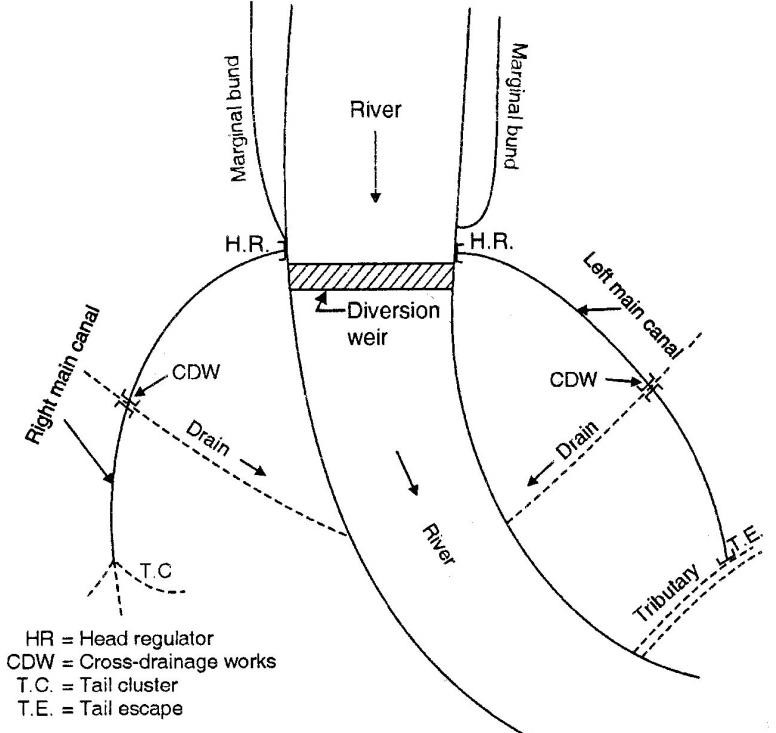 Marginal bund
River
Marginal bund
H.R.
H.R.
Left main canal
Diversion
weir
Right main canal
CDW
CDW
Drain
Drain
River
T.C
T.E.
Tributary
HR = Head regulator
CDW = Cross-drainage works
T.C. = Tail cluster
T.E. = Tail escape